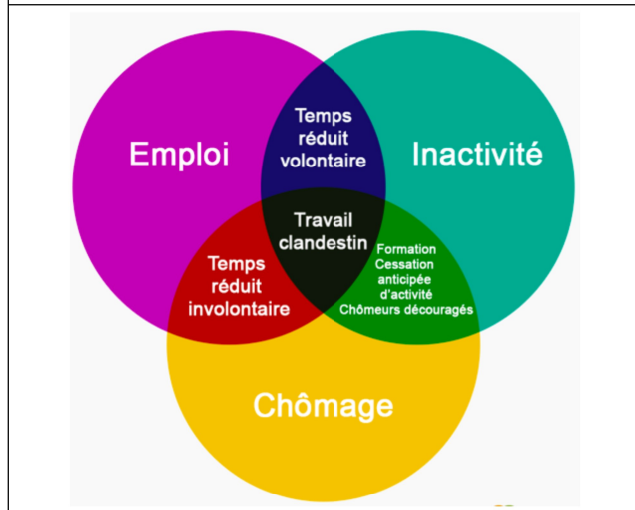 Temps
réduit
volontaire
Emploi
Inactivité
Travail
clandestin
Temps
réduit
involontaire
Formation
Cessation
anticipée
d'activité
Chômeurs découragés
Chômage